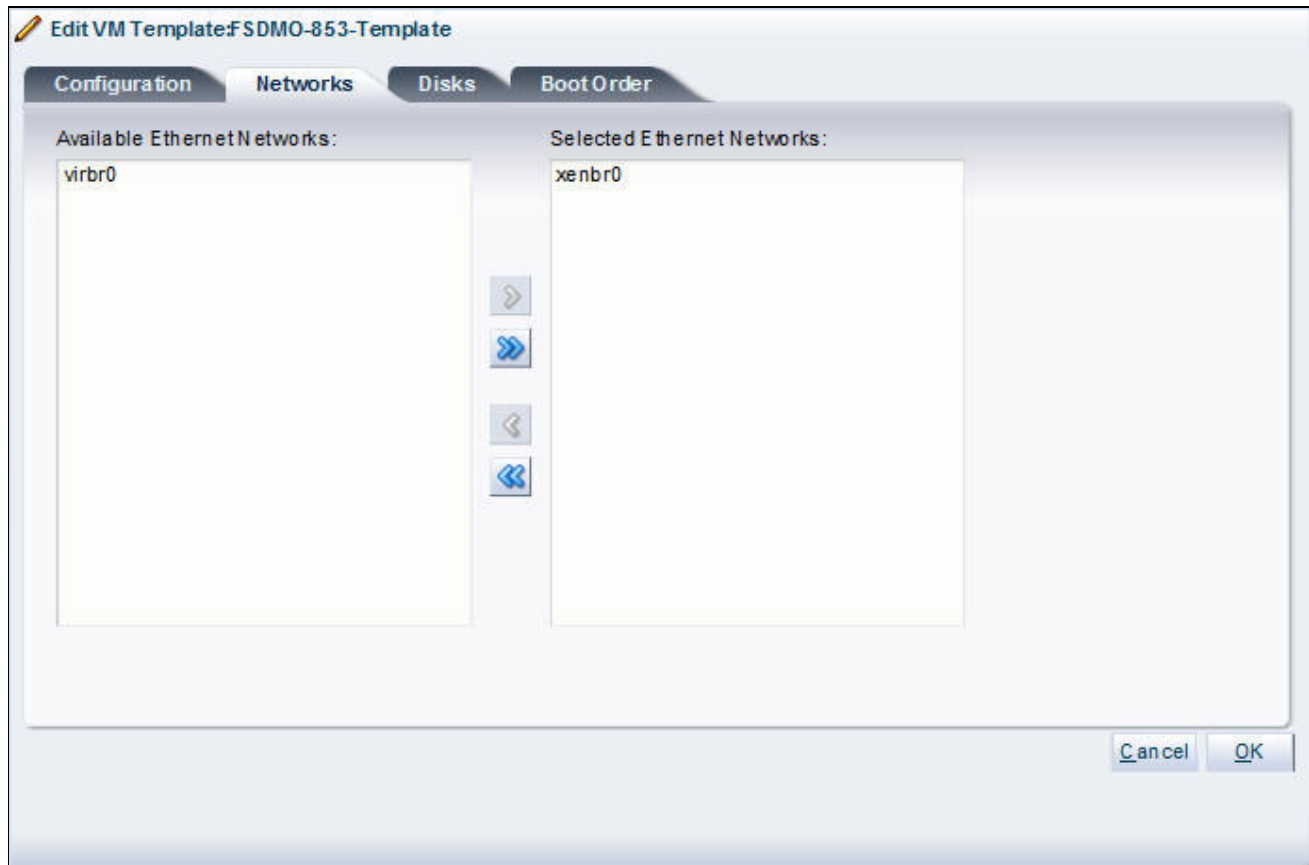 Edit VM Template:FSDMO-853-Template
Configuration Networks Disks Boot Order
Available Ethernet Networks: Selected Ethernet Networks:
virbr0 xenbr0
Cancel OK